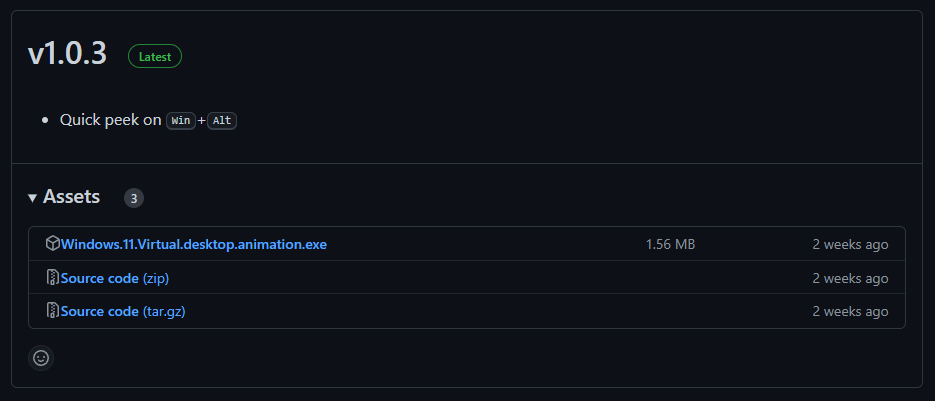 v1.0.3 Latest
Quick peek on Win+Alt
Assets 3
Windows.11.Virtual.desktop.animation.exe 1.56 MB 2 weeks ago
Source code (zip) 2 weeks ago
Source code (tar.gz) 2 weeks ago